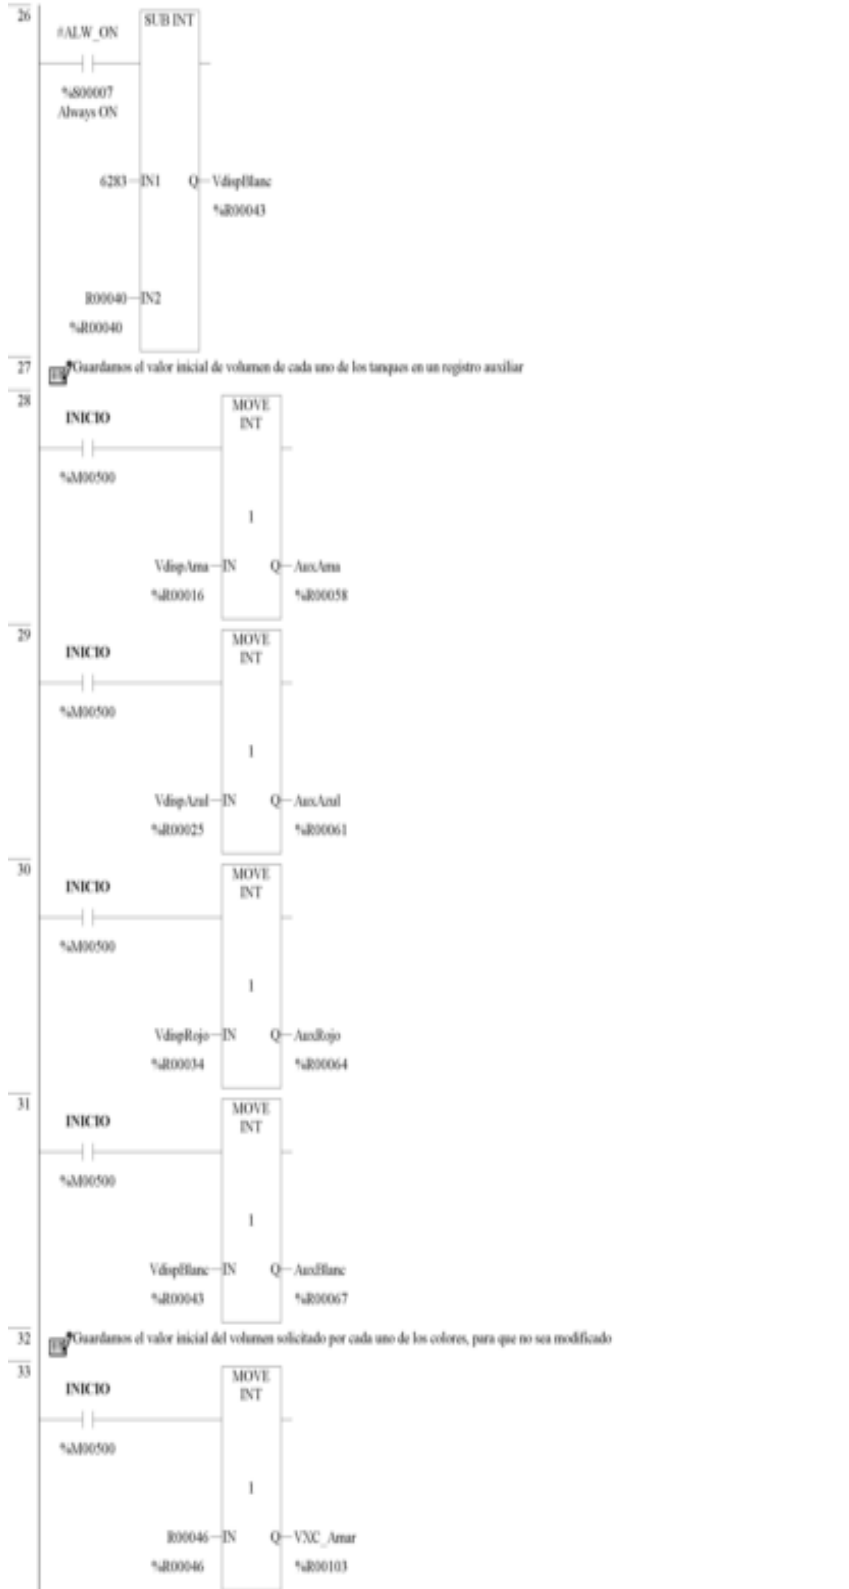 26
SUB INT
#ALW_ON
%S00007
Always ON
6283 IN1 Q VdispBlanc
%R00043
R00040 IN2
%R00040
27
Guardamos el valor inicial de volumen de cada uno de los tanques en un registro auxiliar
28
MOVE
INICIO INT
%M00500
1
VdispAma IN Q AuxAma
%R00016 %R00058
29
MOVE
INICIO INT
%M00500
1
VdispAzul IN Q AuxAzul
%R00025 %R00061
30
MOVE
INICIO INT
%M00500
1
VdispRojo IN Q AuxRojo
%R00034 %R00064
31
MOVE
INICIO INT
%M00500
1
VdispBlanc IN Q AuxBlanc
%R00043 %R00067
32
Guardamos el valor inicial del volumen solicitado por cada uno de los colores, para que no sea modificado
33
MOVE
INICIO INT
%M00500
1
R00046 IN Q VXC_Amar
%R00046 %R00103